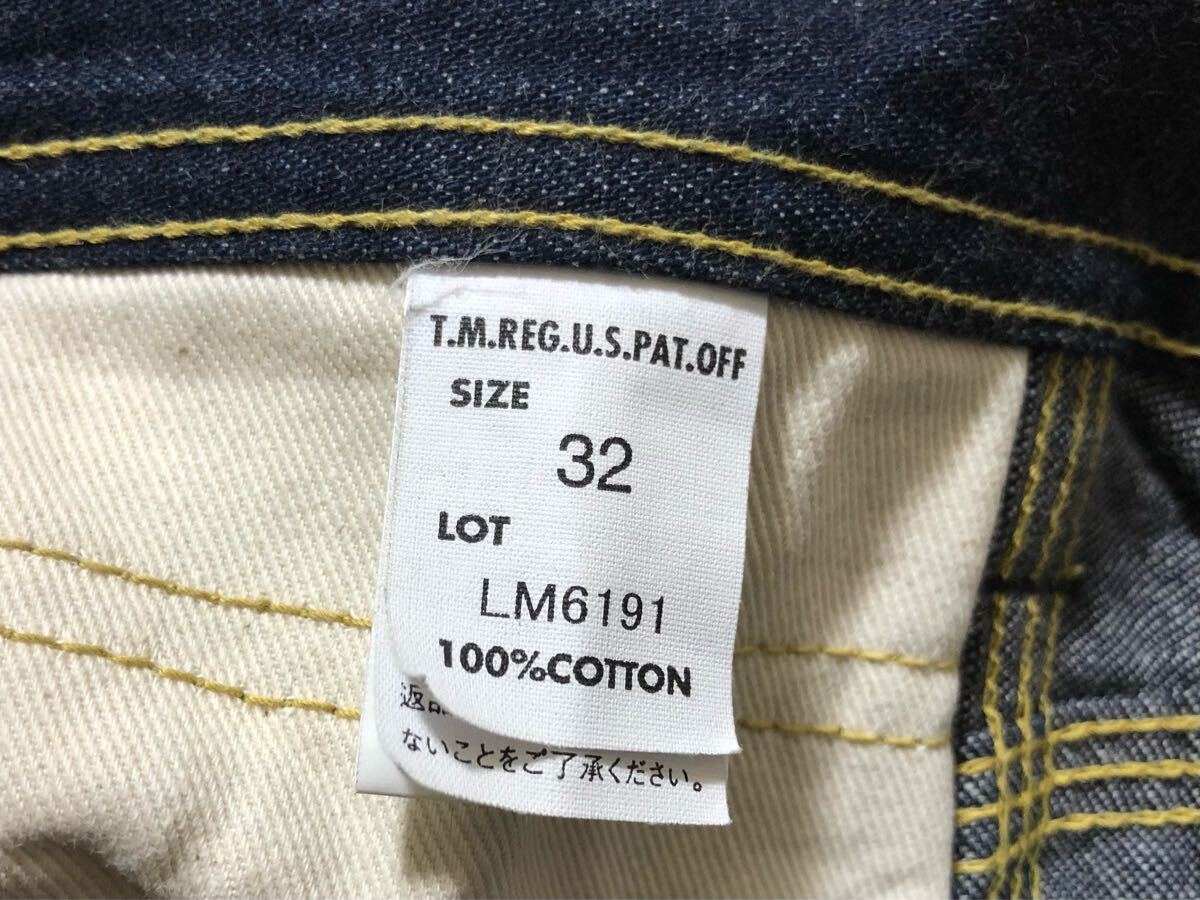 T.M.REG.U.S.PAT.OFF
SIZE
32
LOT
LM6191
100%COTTON
返品
ないことをご了承ください。